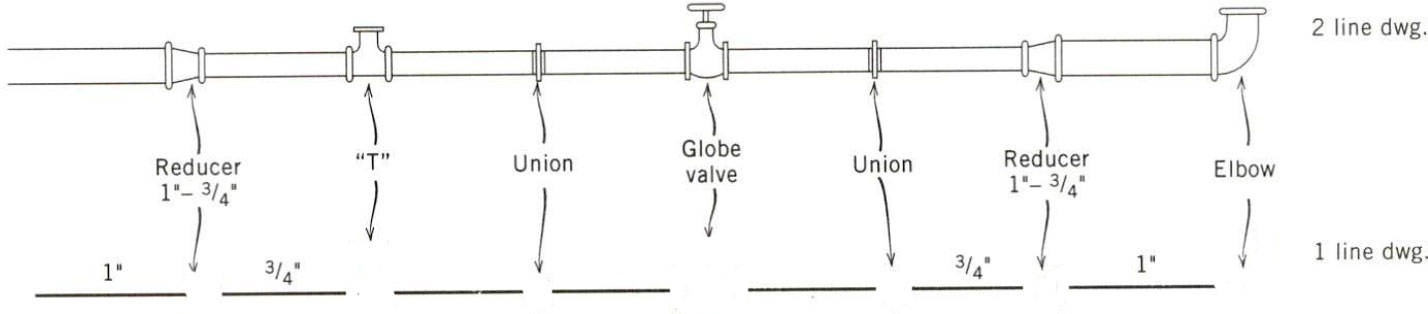 2 line dwg.
Reducer
1"– 3/4"
"T"
Union
Globe
valve
Union
Reducer
1"– 3/4"
Elbow
1"
3/4"
3/4"
1"
1 line dwg.